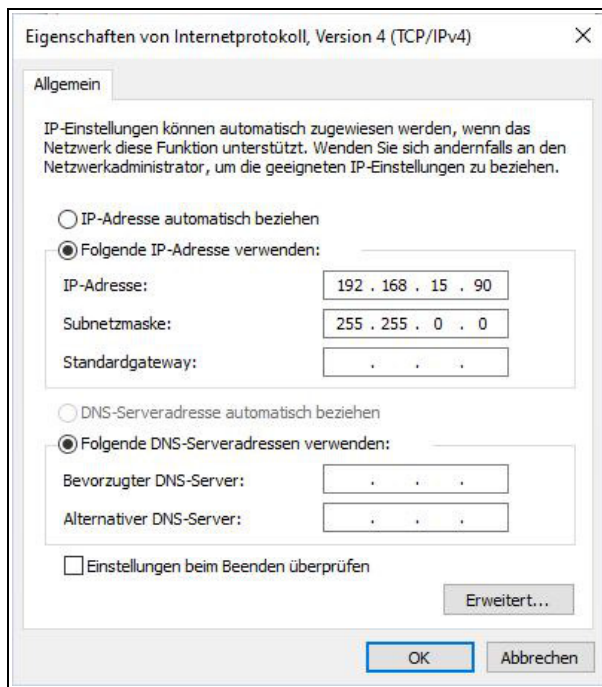 Eigenschaften von Internetprotokoll, Version 4 (TCP/IPv4)
Allgemein
IP-Einstellungen können automatisch zugewiesen werden, wenn das
Netzwerk diese Funktion unterstützt. Wenden Sie sich andernfalls an den
Netzwerkadministrator, um die geeigneten IP-Einstellungen zu beziehen.
IP-Adresse automatisch beziehen
Folgende IP-Adresse verwenden:
IP-Adresse: 192 . 168 . 15 . 90
Subnetzmaske: 255 . 255 . 0 . 0
Standardgateway: . . .
DNS-Serveradresse automatisch beziehen
Folgende DNS-Serveradressen verwenden:
Bevorzugter DNS-Server: . . .
Alternativer DNS-Server: . . .
Einstellungen beim Beenden überprüfen
Erweitert...
OK Abbrechen